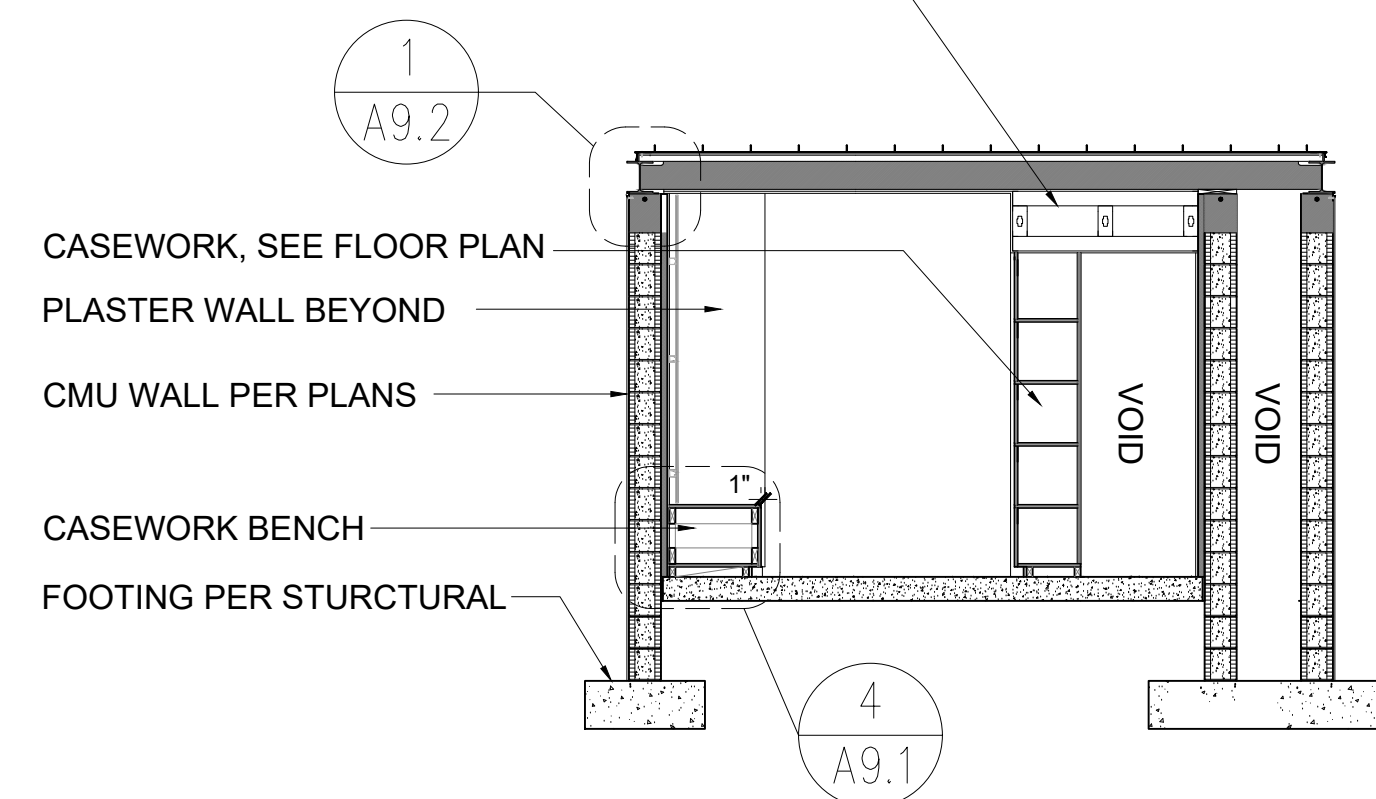 1
A9.2
CASEWORK, SEE FLOOR PLAN
PLASTER WALL BEYOND
CMU WALL PER PLANS
VOID
VOID
1"
CASEWORK BENCH
FOOTING PER STURCTURAL
4
A9.1